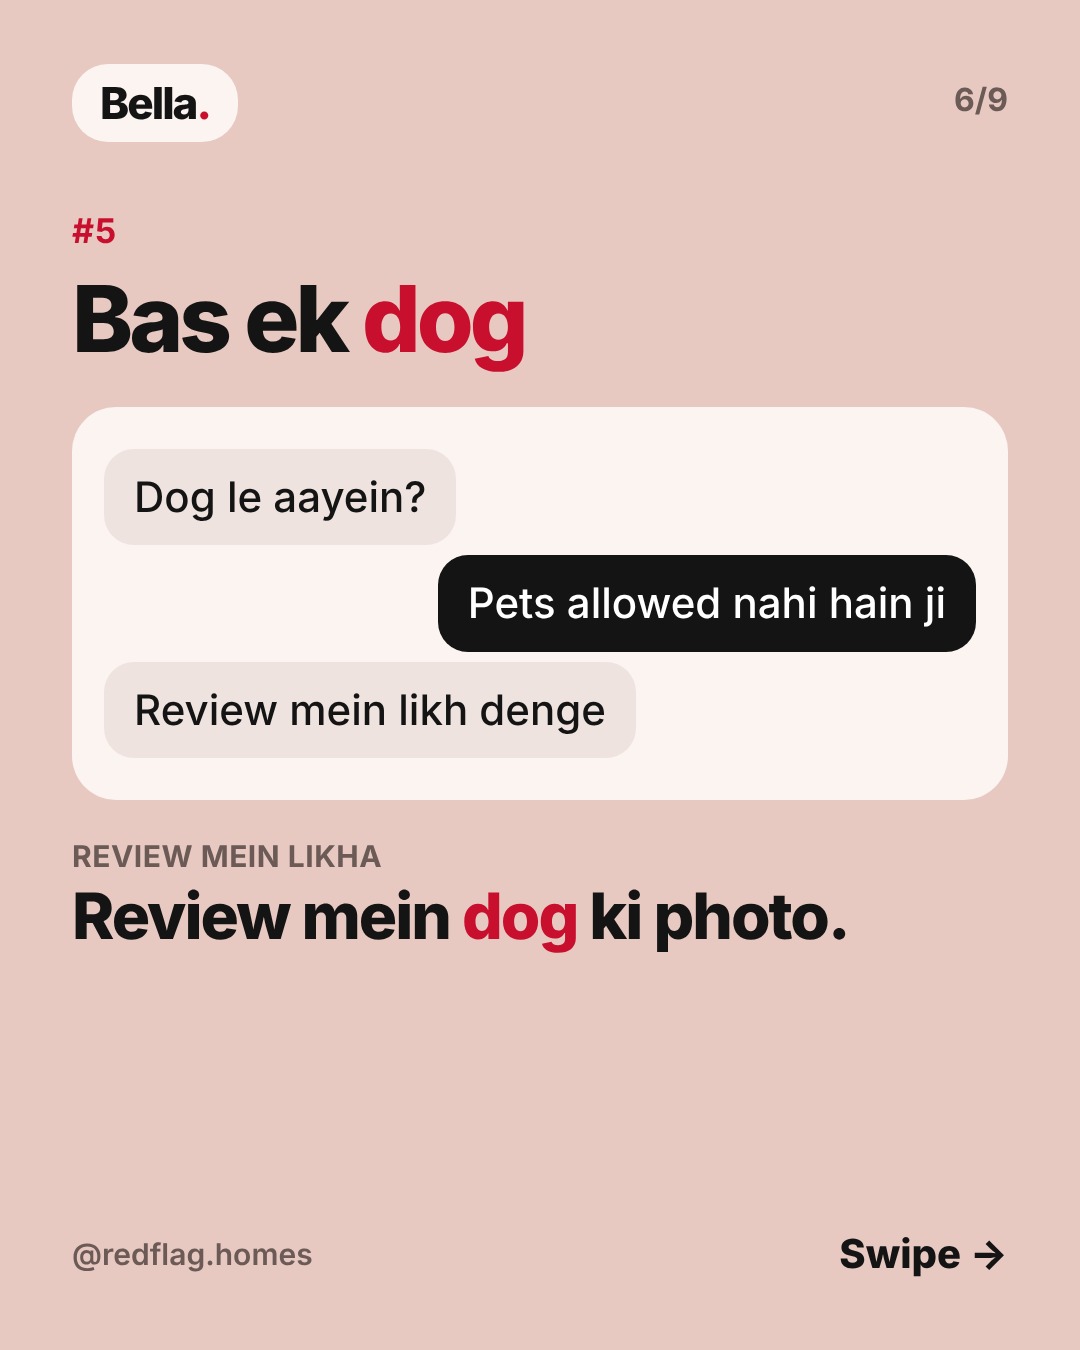 Bella.
6/9
#5
Bas ek dog
Dog le aayein?
Pets allowed nahi hain ji
Review mein likh denge
REVIEW MEIN LIKHA
Review mein dog ki photo.
@redflag.homes
Swipe →